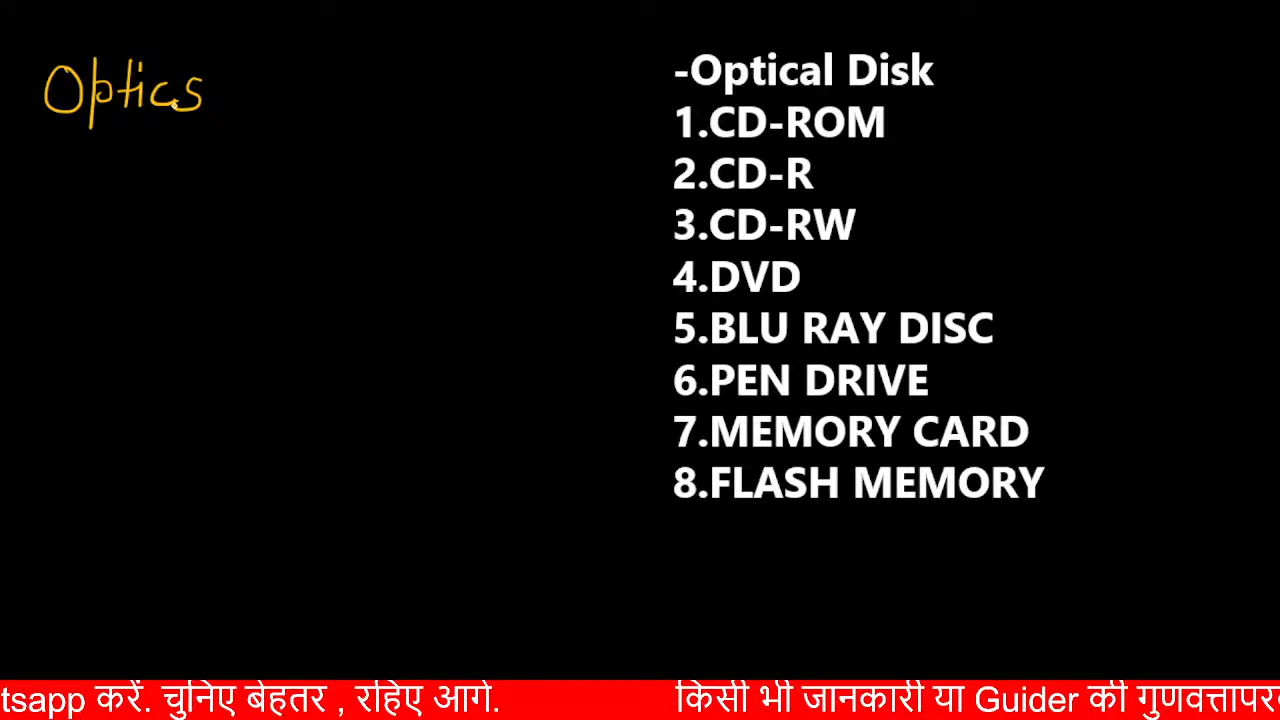 Optics
-Optical Disk
1.CD-ROM
2.CD-R
3.CD-RW
4.DVD
5.BLU RAY DISC
6.PEN DRIVE
7.MEMORY CARD
8.FLASH MEMORY
tsapp करें. चुनिए बेहतर , रहिए आगे. किसी भी जानकारी या Guider की